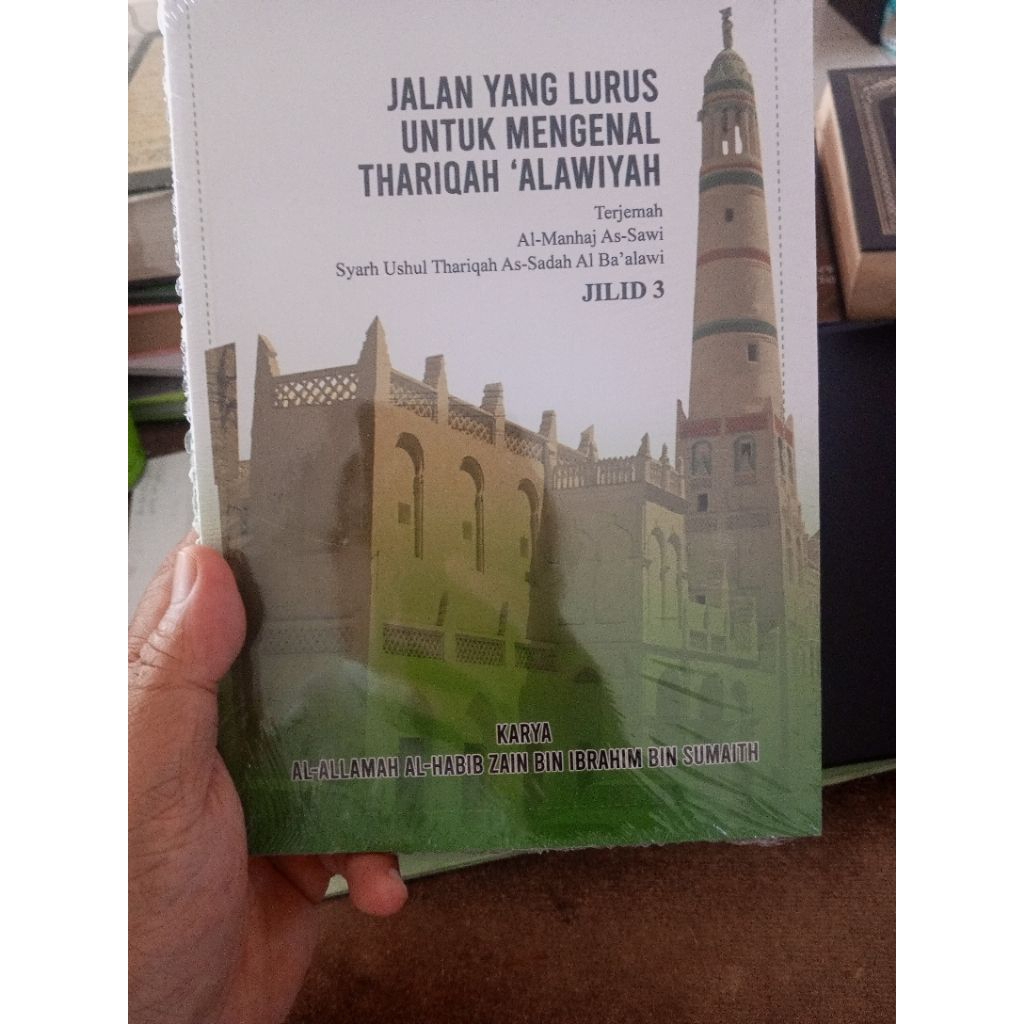 JALAN YANG LURUS
UNTUK MENGENAL
THARIQAH ‘ALAWIYAH
Terjemah
Al-Manhaj As-Sawi
Syarh Ushul Thariqah As-Sadah Al Ba’alawi
JILID 3
KARYA
AL-ALLAMAH AL-HABIB ZAIN BIN IBRAHIM BIN SUMAITH